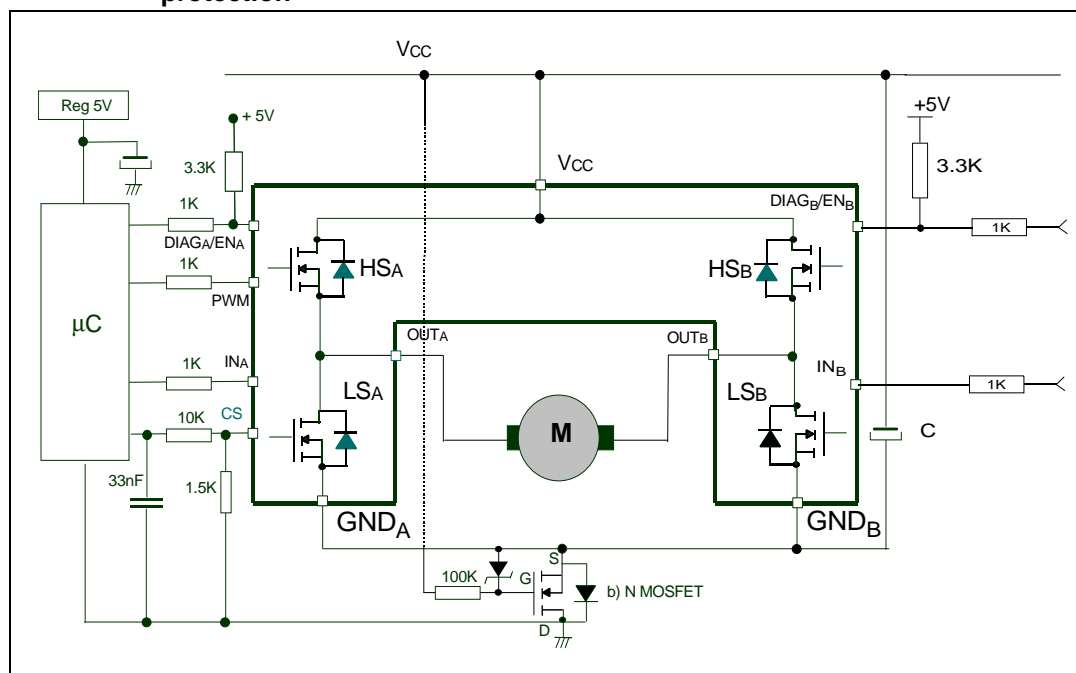 protection
VCC
Reg 5V
+ 5V
+5V
3.3K
VCC
3.3K
1K
DIAGA/ENA
DIAGB/ENB
1K
HSA
HSB
1K
PWM
µC
OUTA
OUTB
1K
INA
INB
1K
LSA
LSB
10K
CS
M
C
33nF
1.5K
GNDA
GNDB
S
100K
G
b) N MOSFET
D